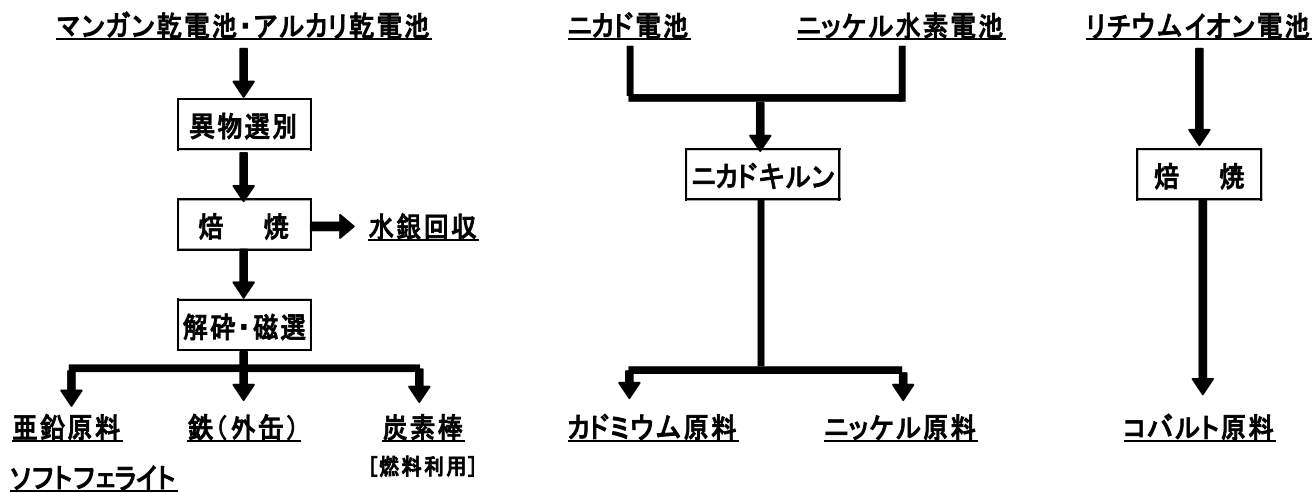 マンガン乾電池・アルカリ乾電池
異物選別
焙　焼
水銀回収
解砕・磁選
亜鉛原料
ソフトフェライト
鉄（外缶）
炭素棒
［燃料利用］
ニカド電池
ニッケル水素電池
ニカドキルン
カドミウム原料
ニッケル原料
リチウムイオン電池
焙　焼
コバルト原料